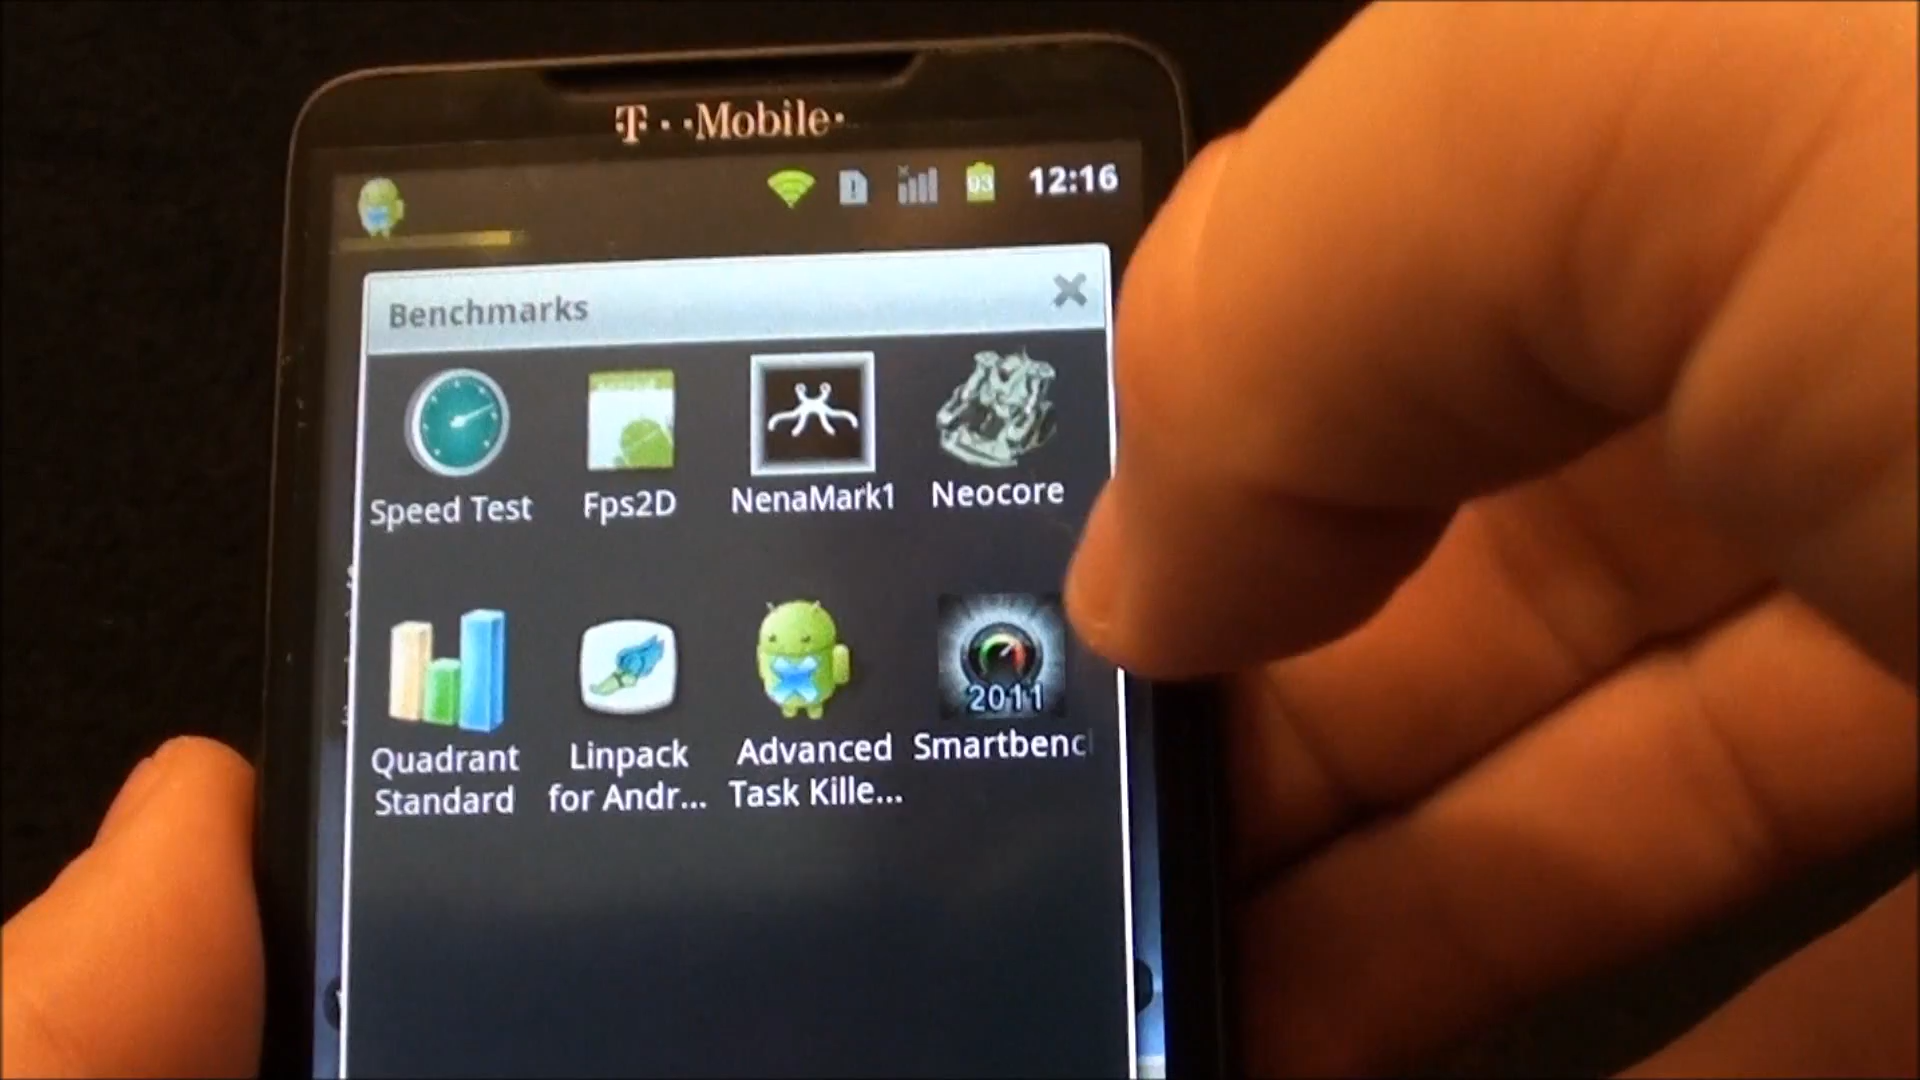 T··Mobile·
93 12:16
Benchmarks
Speed Test
Fps2D
NenaMark1
Neocore
2011
Quadrant
Standard
Linpack
for Andr...
Advanced
Task Kille...
Smartbenc